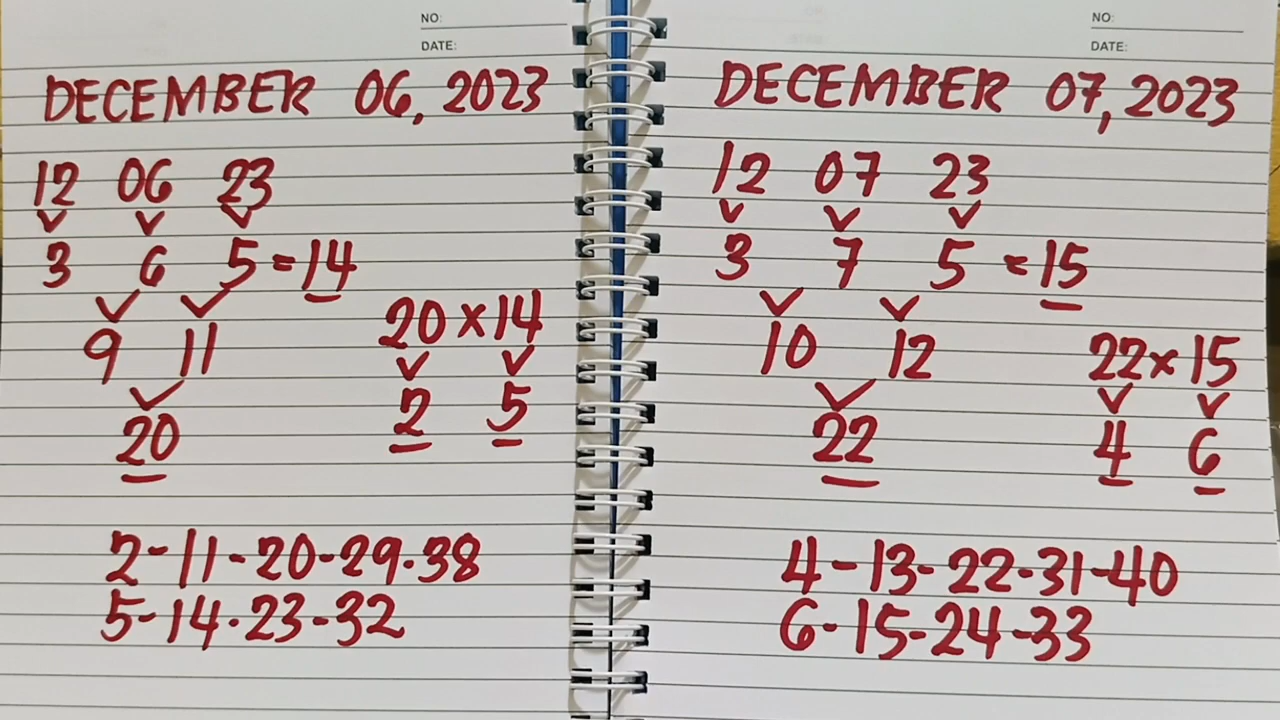 NO:
DATE:
DECEMBER 06, 2023
12 06 23
3 6 5 = 14
20 x 14
9 11
2 5
20
2-11-20-29.38
5-14.23-32
NO:
DATE:
DECEMBER 07, 2023
12 07 23
3 7 5 = 15
10 12
22 x 15
22
4 6
4-13-22-31-40
6-15-24-33